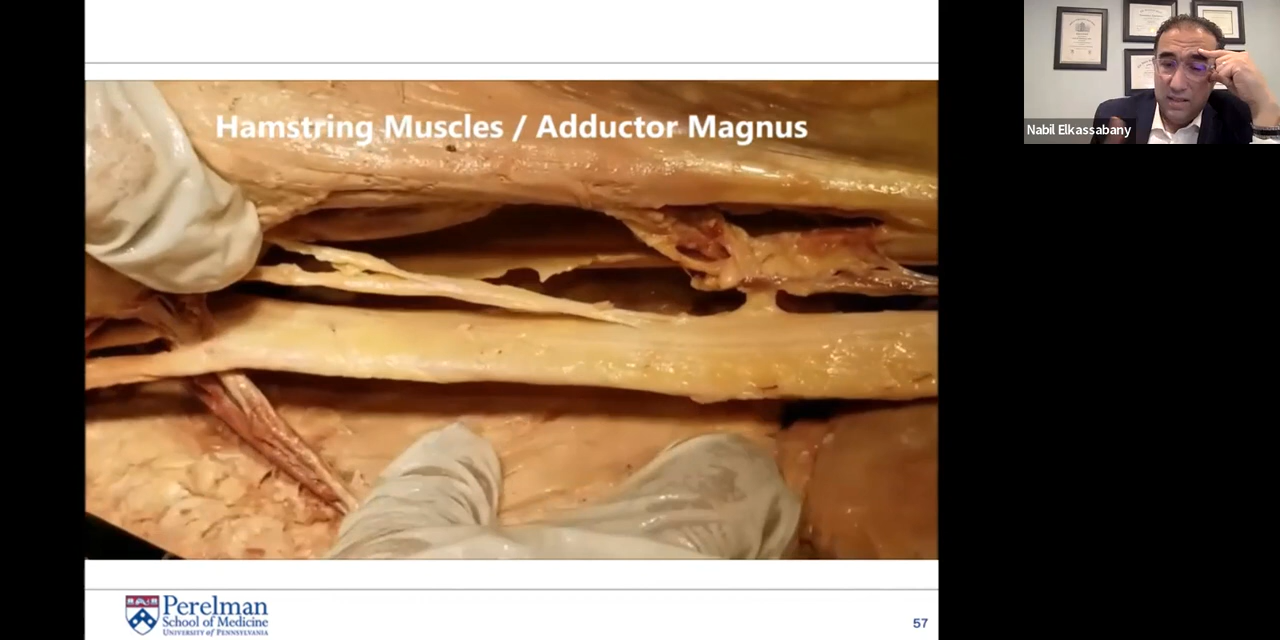 Hamstring Muscles / Adductor Magnus
Nabil Elkassabany
Perelman
School of Medicine
UNIVERSITY of PENNSYLVANIA
57